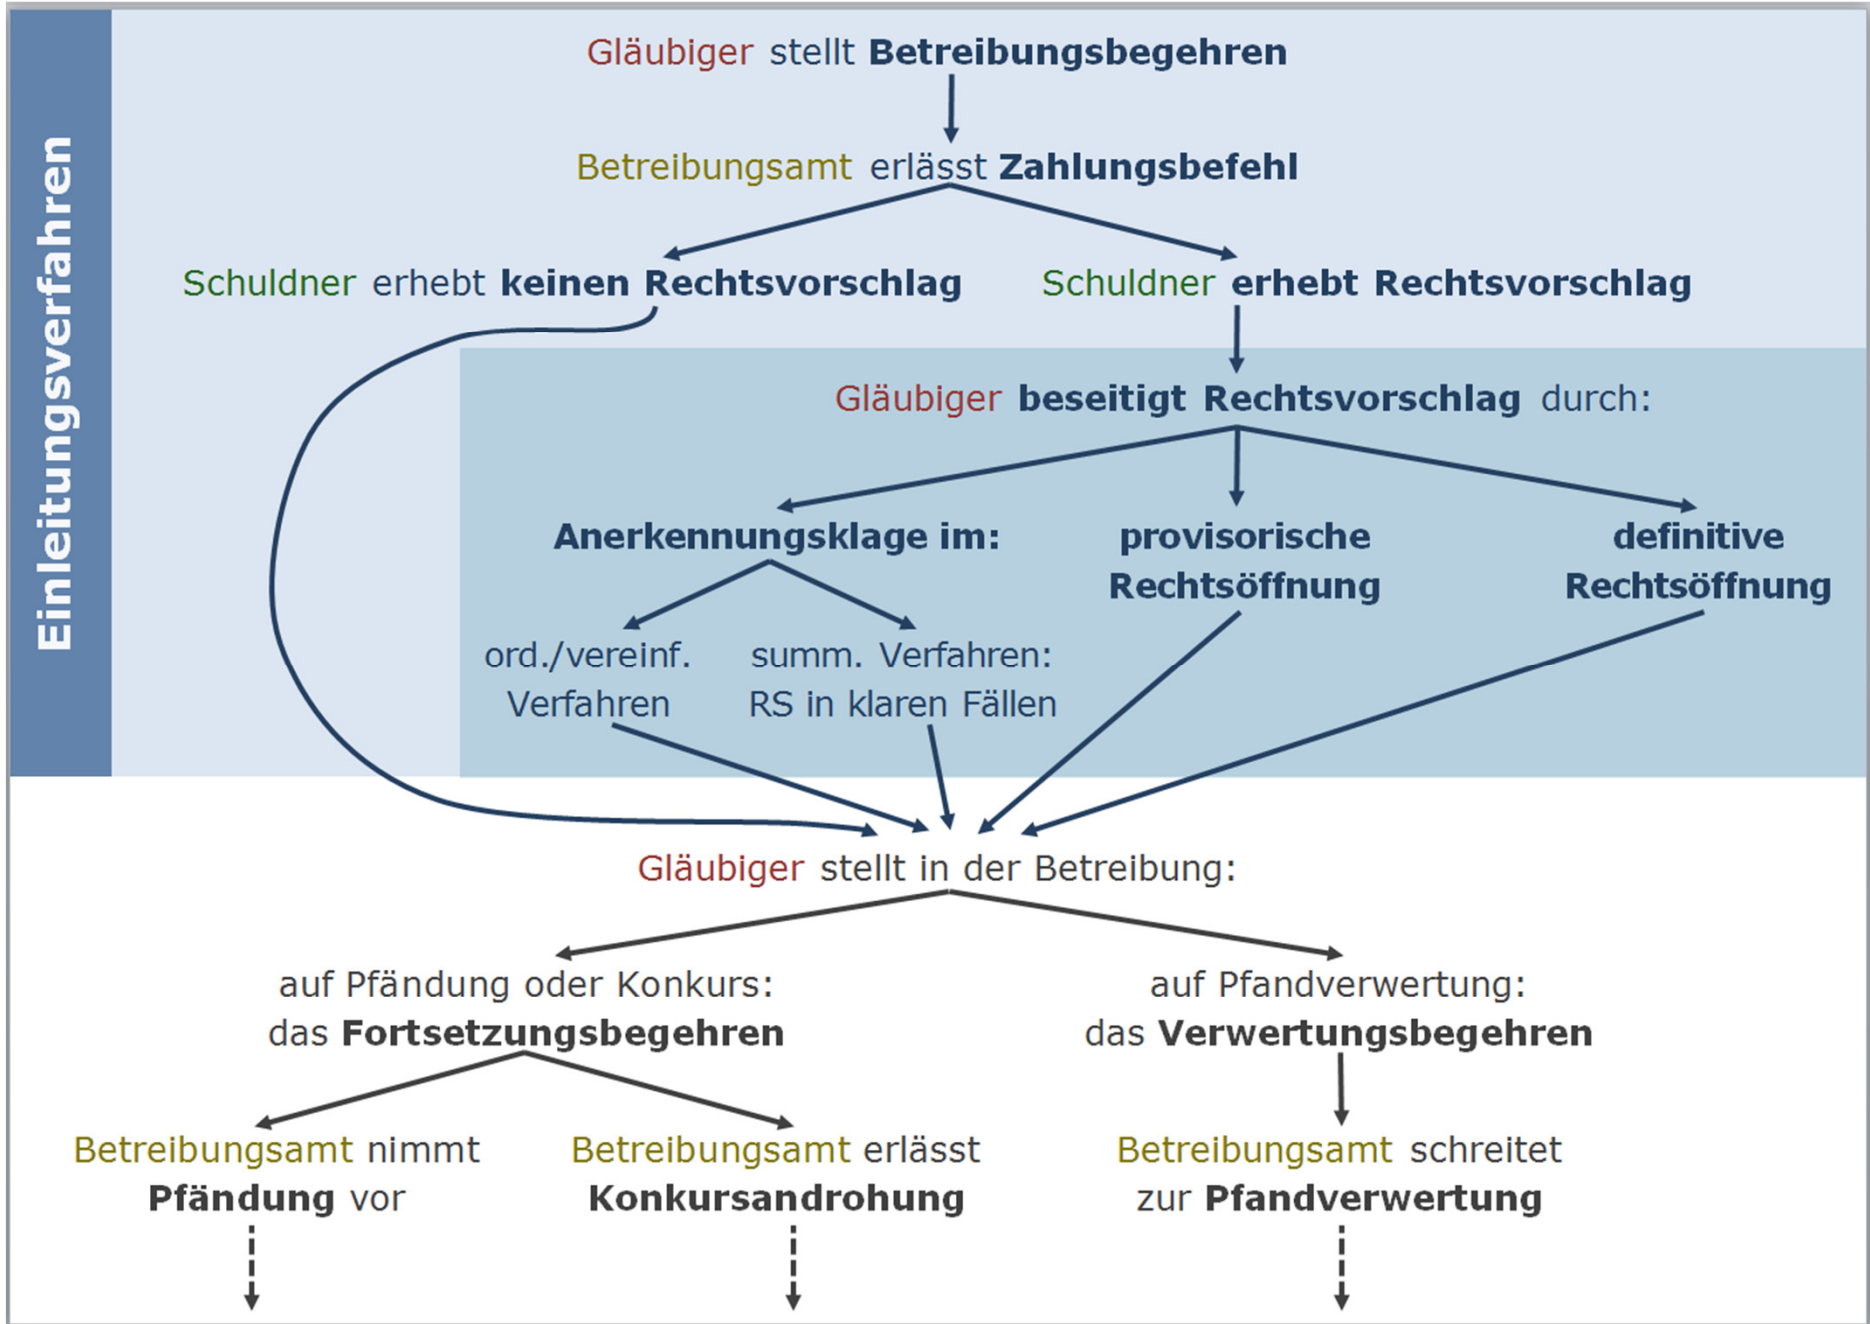 Einleitungsverfahren
Gläubiger stellt Betreibungsbegehren
Betreibungsamt erlässt Zahlungsbefehl
Schuldner erhebt keinen Rechtsvorschlag
Schuldner erhebt Rechtsvorschlag
Gläubiger beseitigt Rechtsvorschlag durch:
Anerkennungsklage im:
provisorische
Rechtsöffnung
definitive
Rechtsöffnung
ord./vereinf.
Verfahren
summ. Verfahren:
RS in klaren Fällen
Gläubiger stellt in der Betreibung:
auf Pfändung oder Konkurs:
das Fortsetzungsbegehren
auf Pfandverwertung:
das Verwertungsbegehren
Betreibungsamt nimmt
Pfändung vor
Betreibungsamt erlässt
Konkursandrohung
Betreibungsamt schreitet
zur Pfandverwertung